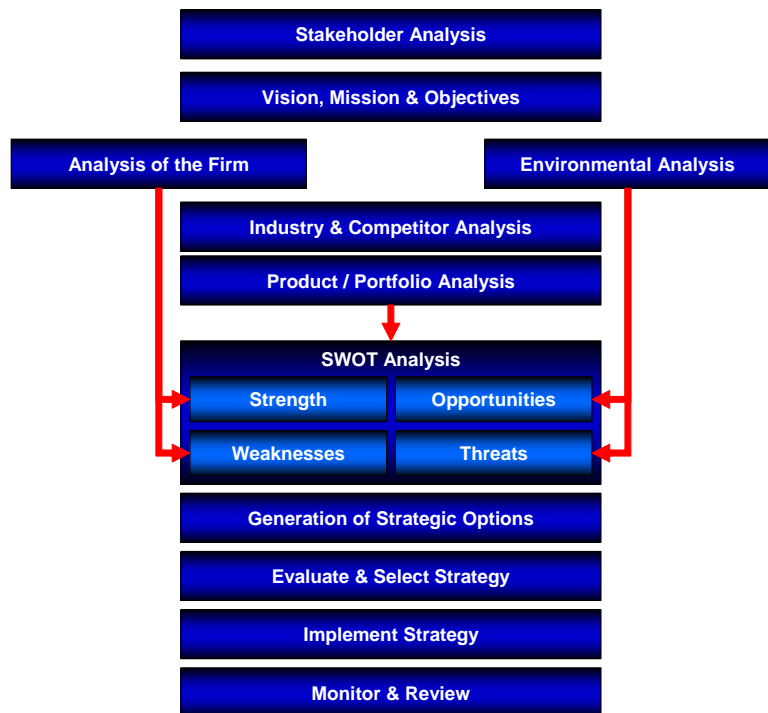 Stakeholder Analysis
Vision, Mission & Objectives
Analysis of the Firm
Environmental Analysis
Industry & Competitor Analysis
Product / Portfolio Analysis
SWOT Analysis
Strength
Opportunities
Weaknesses
Threats
Generation of Strategic Options
Evaluate & Select Strategy
Implement Strategy
Monitor & Review